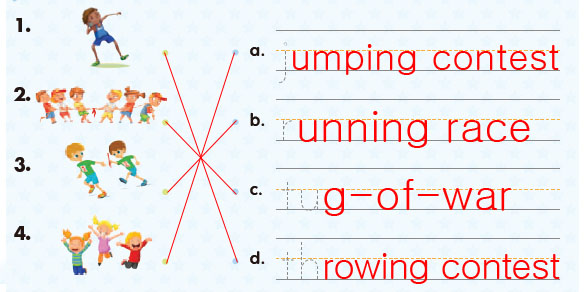 1.
2.
3.
4.
a. jumping contest
b. running race
c. tug-of-war
d. throwing contest